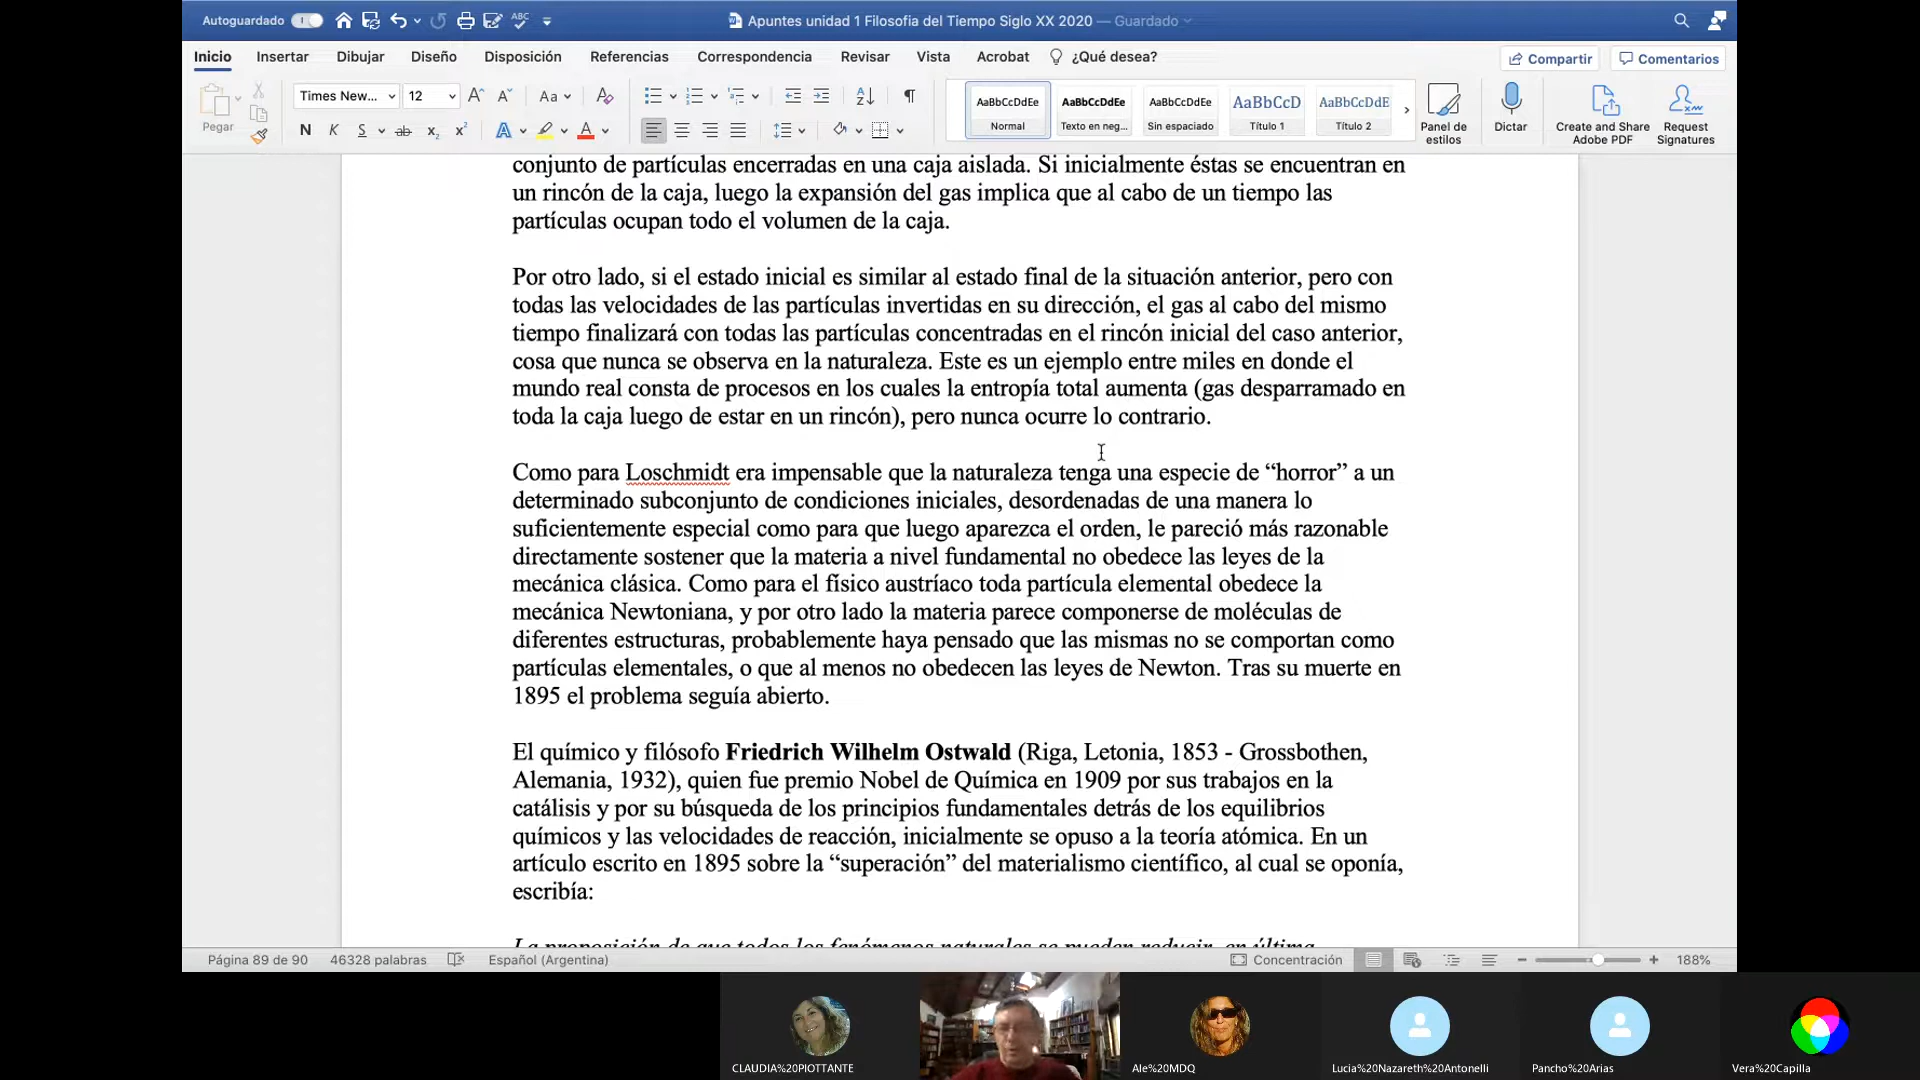 Autoguardado
Apuntes unidad 1 Filosofia del Tiempo Siglo XX 2020 — Guardado
Inicio Insertar Dibujar Diseño Disposición Referencias Correspondencia Revisar Vista Acrobat ¿Qué desea? Compartir Comentarios
Pegar
Times New... 12
AaBbCcDdEe AaBbCcDdEe AaBbCcDdEe AaBbCcD AaBbCcDdE
Normal Texto en neg... Sin espaciado Título 1 Título 2
Panel de estilos
Dictar
Create and Share Adobe PDF
Request Signatures
conjunto de partículas encerradas en una caja aislada. Si inicialmente éstas se encuentran en
un rincón de la caja, luego la expansión del gas implica que al cabo de un tiempo las
partículas ocupan todo el volumen de la caja.
Por otro lado, si el estado inicial es similar al estado final de la situación anterior, pero con
todas las velocidades de las partículas invertidas en su dirección, el gas al cabo del mismo
tiempo finalizará con todas las partículas concentradas en el rincón inicial del caso anterior,
cosa que nunca se observa en la naturaleza. Este es un ejemplo entre miles en donde el
mundo real consta de procesos en los cuales la entropía total aumenta (gas desparramado en
toda la caja luego de estar en un rincón), pero nunca ocurre lo contrario.
Como para Loschmidt era impensable que la naturaleza tenga una especie de “horror” a un
determinado subconjunto de condiciones iniciales, desordenadas de una manera lo
suficientemente especial como para que luego aparezca el orden, le pareció más razonable
directamente sostener que la materia a nivel fundamental no obedece las leyes de la
mecánica clásica. Como para el físico austríaco toda partícula elemental obedece la
mecánica Newtoniana, y por otro lado la materia parece componerse de moléculas de
diferentes estructuras, probablemente haya pensado que las mismas no se comportan como
partículas elementales, o que al menos no obedecen las leyes de Newton. Tras su muerte en
1895 el problema seguía abierto.
El químico y filósofo Friedrich Wilhelm Ostwald (Riga, Letonia, 1853 - Grossbothen,
Alemania, 1932), quien fue premio Nobel de Química en 1909 por sus trabajos en la
catálisis y por su búsqueda de los principios fundamentales detrás de los equilibrios
químicos y las velocidades de reacción, inicialmente se opuso a la teoría atómica. En un
artículo escrito en 1895 sobre la “superación” del materialismo científico, al cual se oponía,
escribía:
La proposición de que todos los fenómenos naturales se pueden reducir, en última
Página 89 de 90 46328 palabras Español (Argentina) Concentración 188%
CLAUDIA%20PIOTTANTE Ale%20MDQ Lucia%20Nazareth%20Antonelli Pancho%20Arias Vera%20Capilla